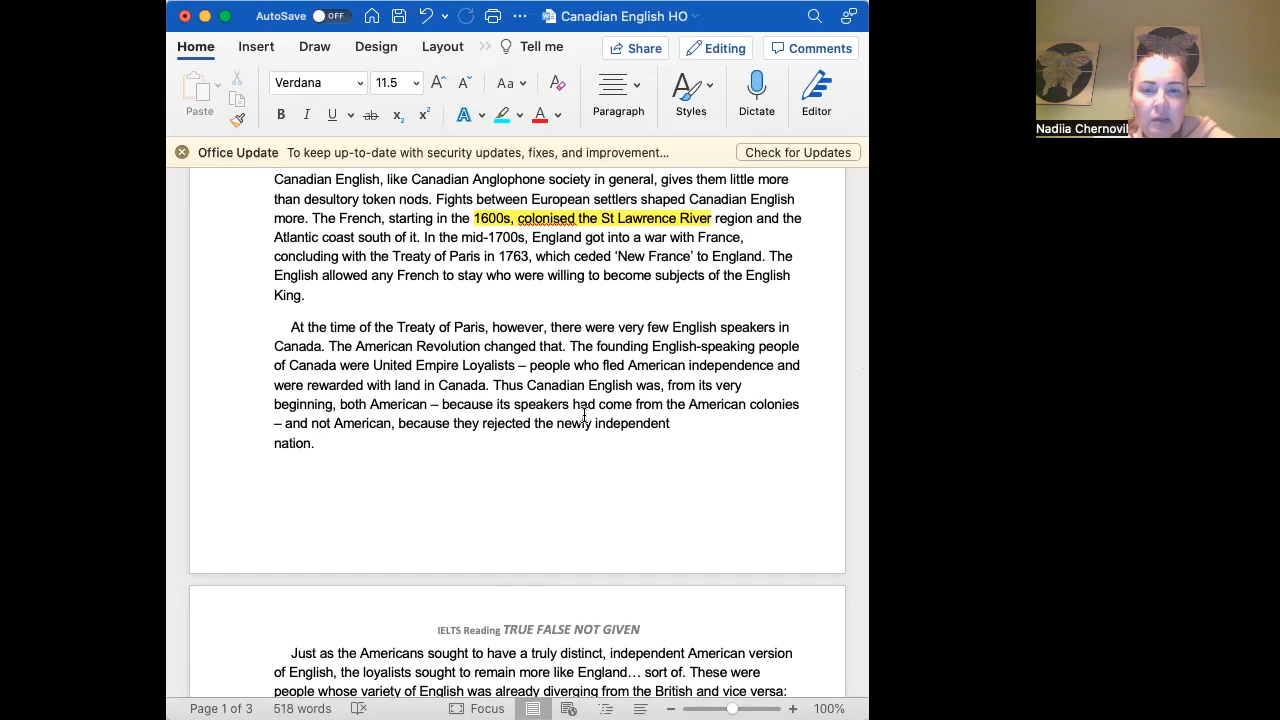 AutoSave OFF Canadian English HO
Home Insert Draw Design Layout Tell me Share Editing Comments
Verdana 11.5 Aa
Paste B I U ab x2 x2 A A Paragraph Styles Dictate Editor
Office Update To keep up-to-date with security updates, fixes, and improvement... Check for Updates
Canadian English, like Canadian Anglophone society in general, gives them little more
than desultory token nods. Fights between European settlers shaped Canadian English
more. The French, starting in the 1600s, colonised the St Lawrence River region and the
Atlantic coast south of it. In the mid-1700s, England got into a war with France,
concluding with the Treaty of Paris in 1763, which ceded ‘New France’ to England. The
English allowed any French to stay who were willing to become subjects of the English
King.
At the time of the Treaty of Paris, however, there were very few English speakers in
Canada. The American Revolution changed that. The founding English-speaking people
of Canada were United Empire Loyalists – people who fled American independence and
were rewarded with land in Canada. Thus Canadian English was, from its very
beginning, both American – because its speakers had come from the American colonies
– and not American, because they rejected the newly independent
nation.
IELTS Reading TRUE FALSE NOT GIVEN
Just as the Americans sought to have a truly distinct, independent American version
of English, the loyalists sought to remain more like England… sort of. These were
people whose variety of English was already diverging from the British and vice versa:
Page 1 of 3 518 words Focus 100%
Nadiia Chernovil